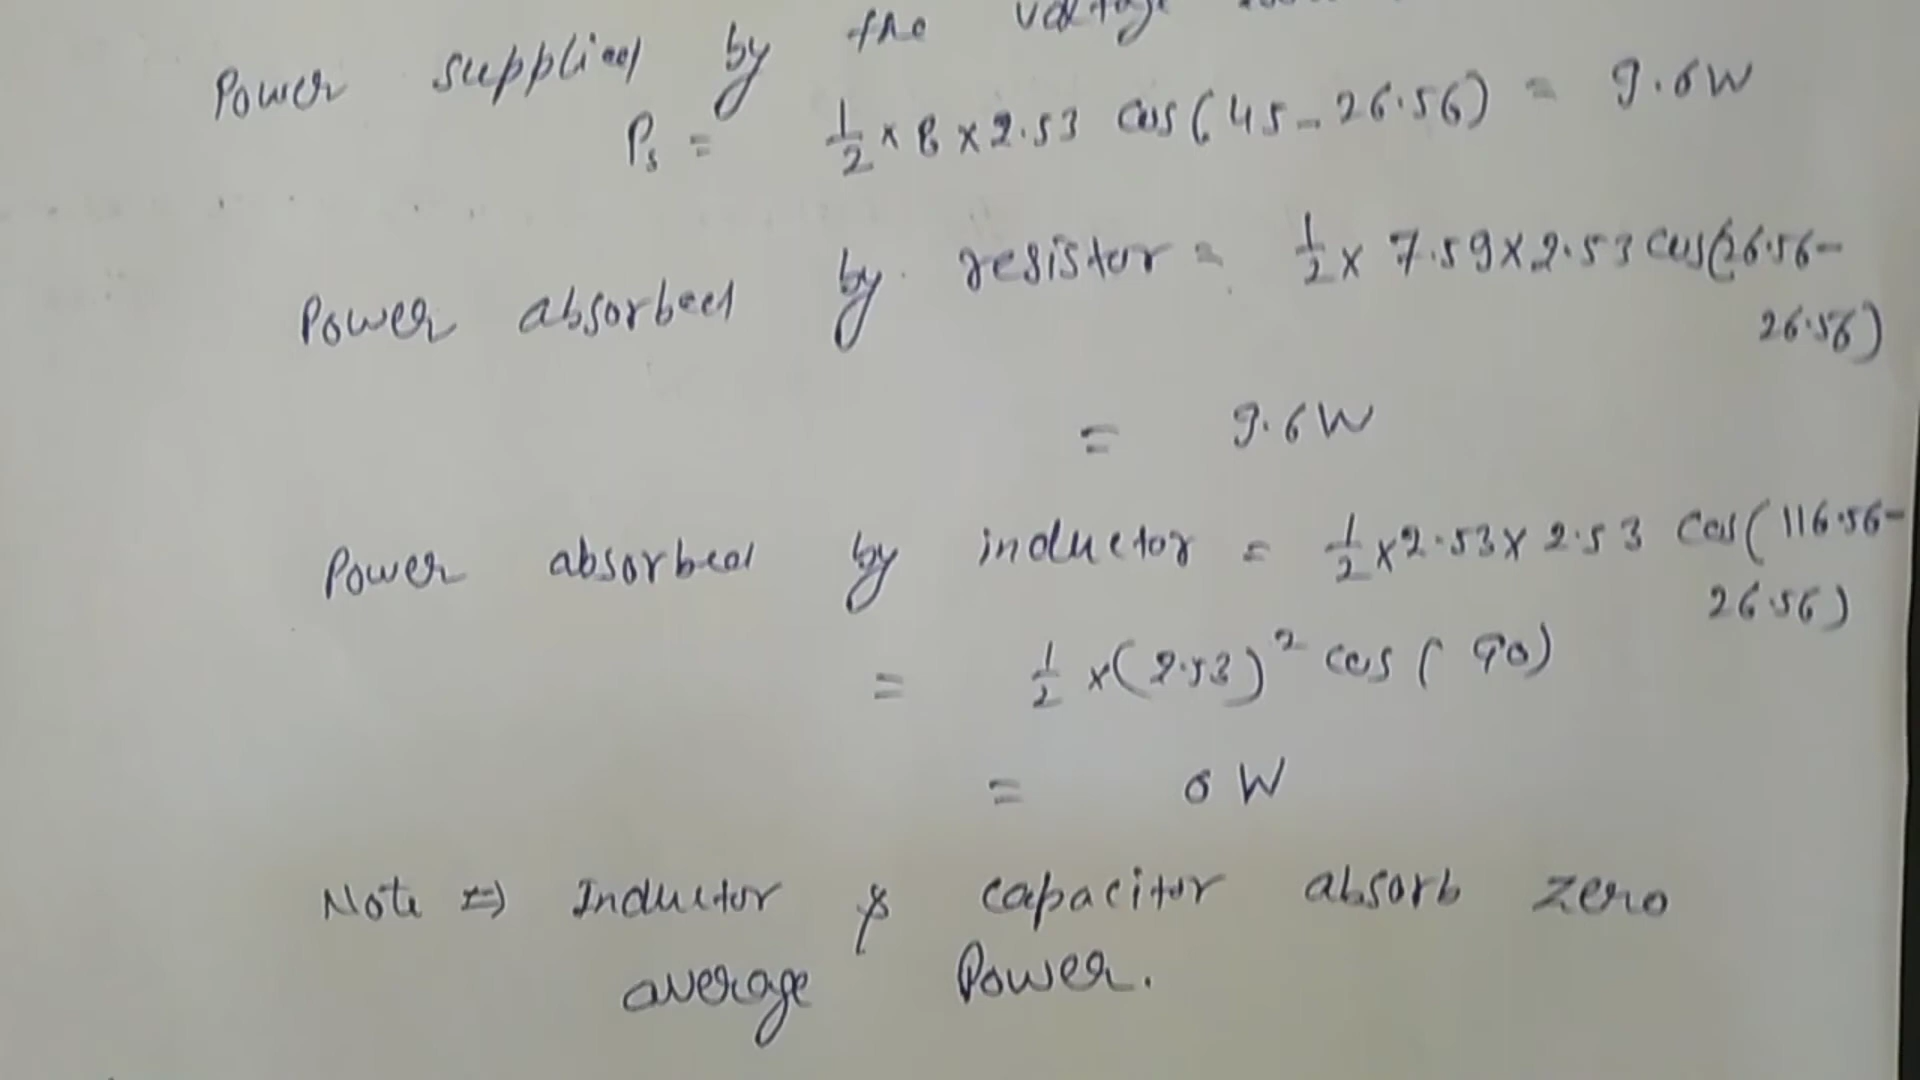 Power supplied by the voltage
Ps = 1/2 × 8 × 2.53 cos(45 - 26.56) = 9.6W
Power absorbed by resistor = 1/2 × 7.59 × 2.53 cos(26.56 -
26.56)
= 9.6W
Power absorbed by inductor = 1/2 × 2.53 × 2.53 cos(116.56 -
26.56)
= 1/2 × (2.53)² cos(90)
= 0 W
Note ⇒ Inductor & capacitor absorb zero
average Power.